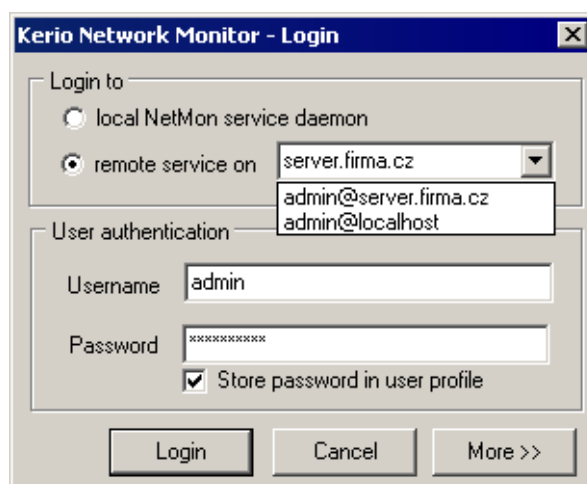 Kerio Network Monitor - Login
Login to
local NetMon service daemon
remote service on server.firma.cz
admin@server.firma.cz
admin@localhost
User authentication
Username admin
Password **********
Store password in user profile
Login Cancel More >>